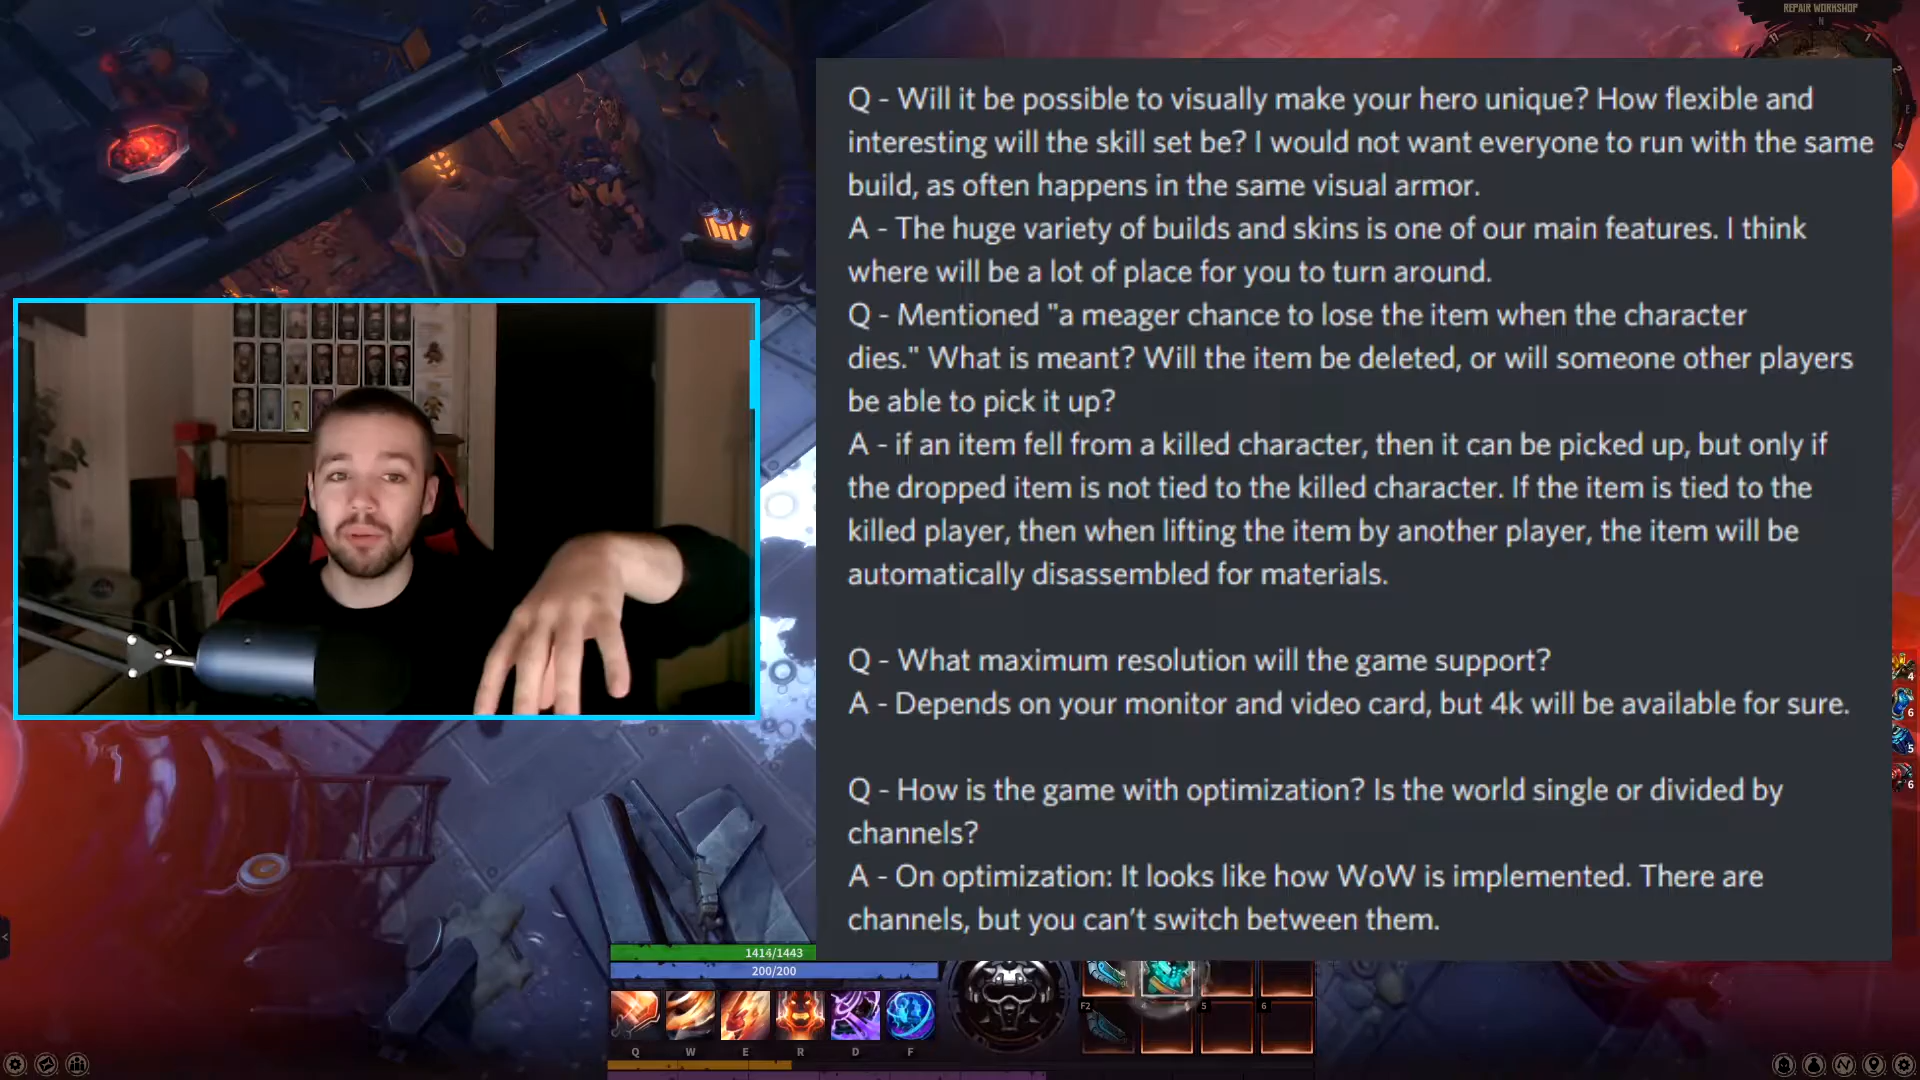 REPAIR WORKSHOP
N
Q - Will it be possible to visually make your hero unique? How flexible and
interesting will the skill set be? I would not want everyone to run with the same
build, as often happens in the same visual armor.
A - The huge variety of builds and skins is one of our main features. I think
where will be a lot of place for you to turn around.
Q - Mentioned "a meager chance to lose the item when the character
dies." What is meant? Will the item be deleted, or will someone other players
be able to pick it up?
A - if an item fell from a killed character, then it can be picked up, but only if
the dropped item is not tied to the killed character. If the item is tied to the
killed player, then when lifting the item by another player, the item will be
automatically disassembled for materials.
Q - What maximum resolution will the game support?
A - Depends on your monitor and video card, but 4k will be available for sure.
Q - How is the game with optimization? Is the world single or divided by
channels?
A - On optimization: It looks like how WoW is implemented. There are
channels, but you can't switch between them.
4
6
5
6
1414/1443
200/200
F2 4 5 6
Q W E R D F